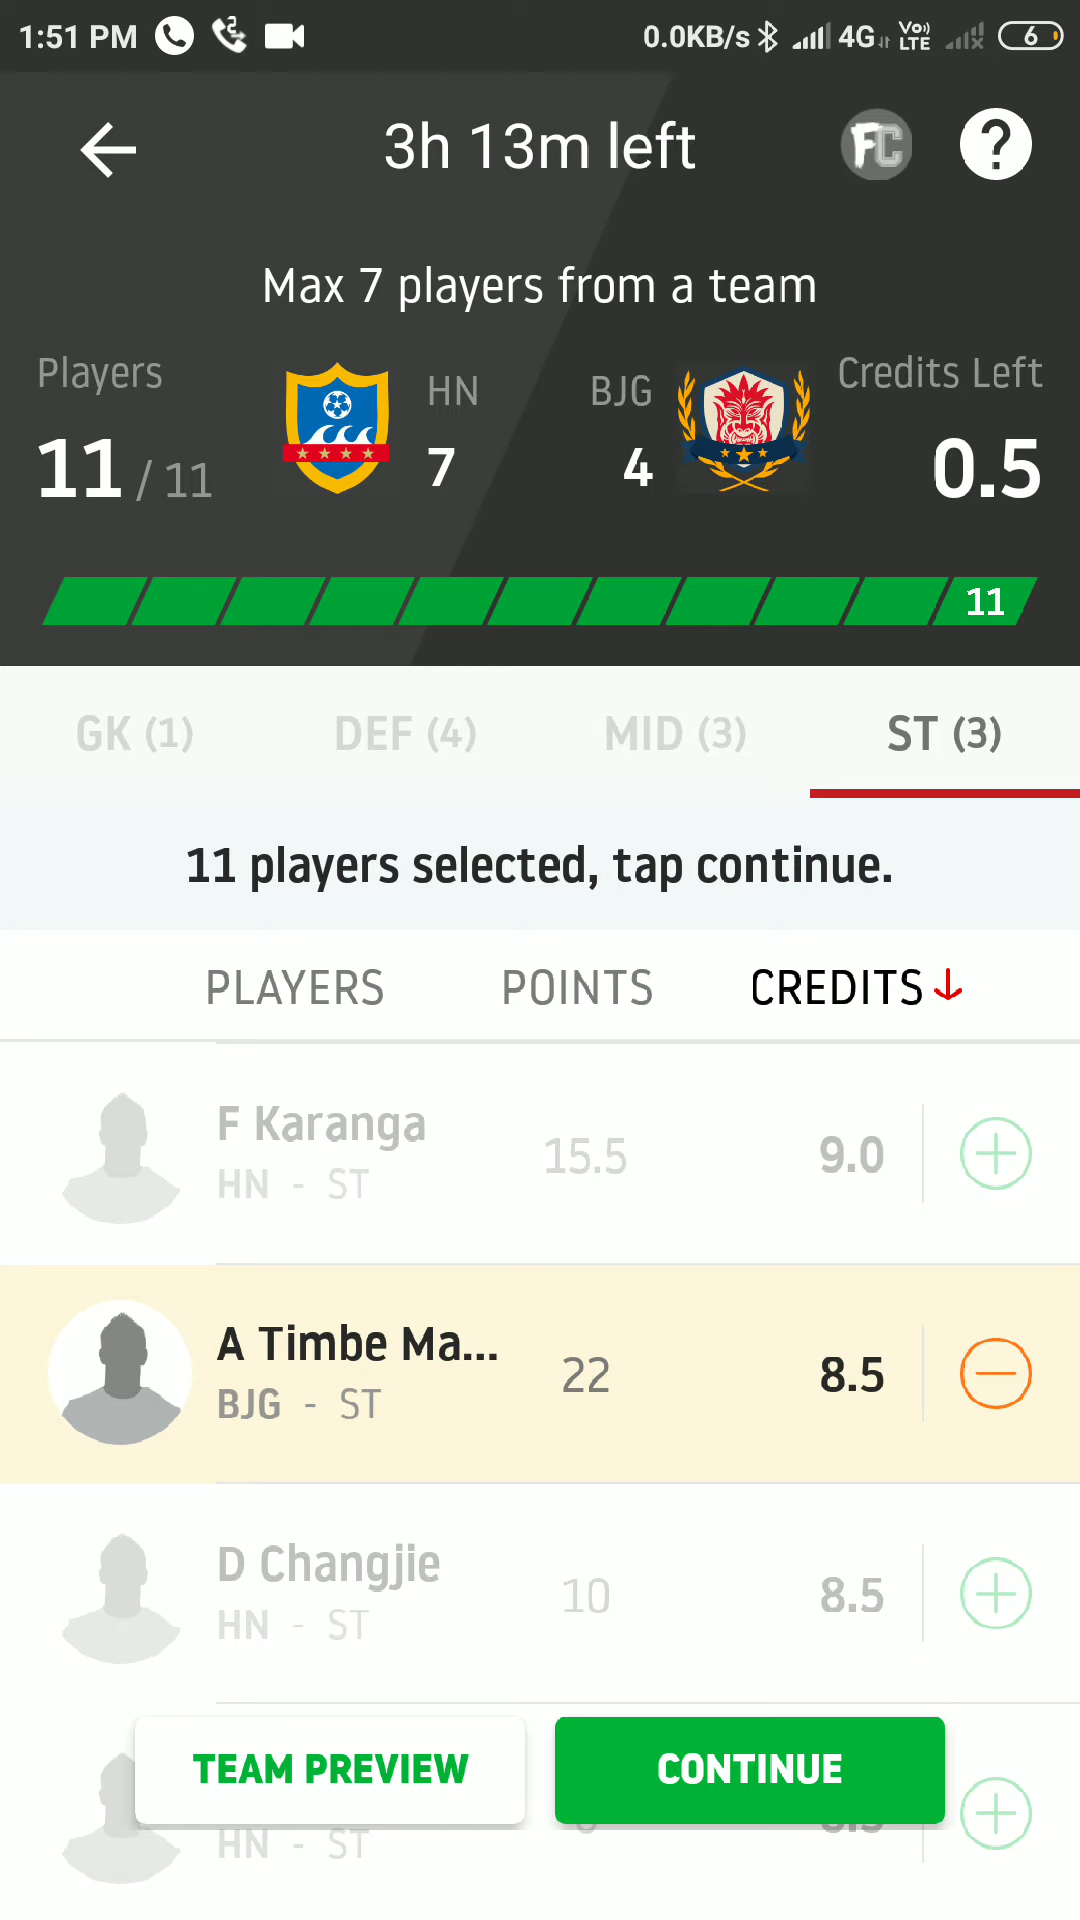 1:51 PM 0.0KB/s 4G VoLTE 6
3h 13m left FC ?
Max 7 players from a team
Players HN BJG Credits Left
11 / 11 7 4 0.5
11
GK (1) DEF (4) MID (3) ST (3)
11 players selected, tap continue.
PLAYERS POINTS CREDITS
F Karanga
HN - ST 15.5 9.0
A Timbe Ma...
BJG - ST 22 8.5
D Changjie
HN - ST 10 8.5
TEAM PREVIEW CONTINUE
HN - ST